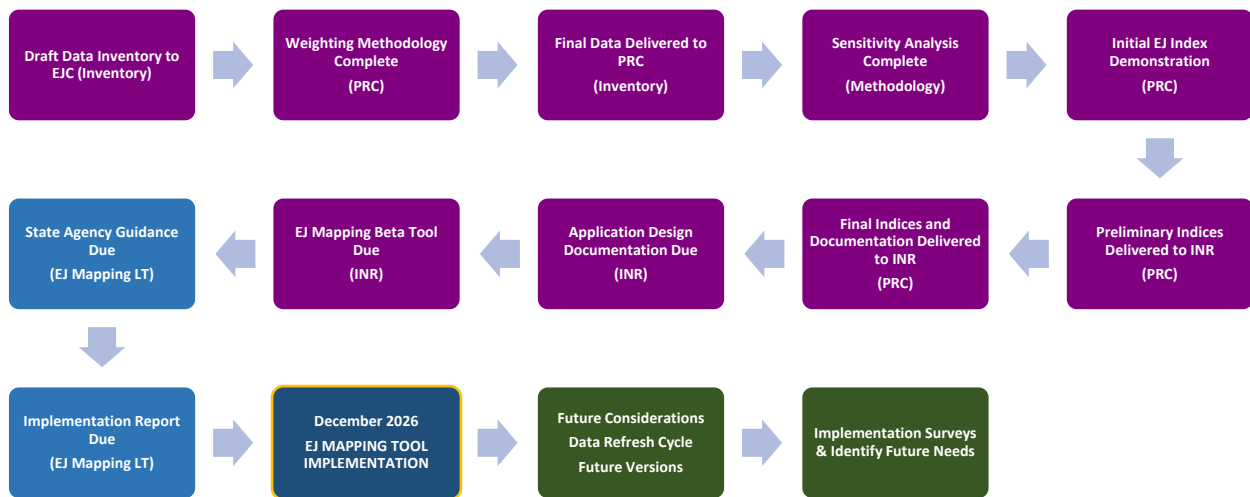 Draft Data Inventory to
EJC (Inventory)
Weighting Methodology
Complete
(PRC)
Final Data Delivered to
PRC
(Inventory)
Sensitivity Analysis
Complete
(Methodology)
Initial EJ Index
Demonstration
(PRC)
Preliminary Indices
Delivered to INR
(PRC)
Final Indices and
Documentation Delivered
to INR
(PRC)
Application Design
Documentation Due
(INR)
EJ Mapping Beta Tool
Due
(INR)
State Agency Guidance
Due
(EJ Mapping LT)
Implementation Report
Due
(EJ Mapping LT)
December 2026
EJ MAPPING TOOL
IMPLEMENTATION
Future Considerations
Data Refresh Cycle
Future Versions
Implementation Surveys
& Identify Future Needs